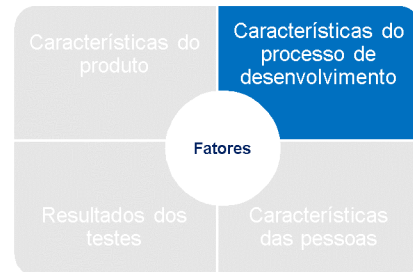 Características do
produto
Características do
processo de
desenvolvimento
Fatores
Resultados dos
testes
Características
das pessoas